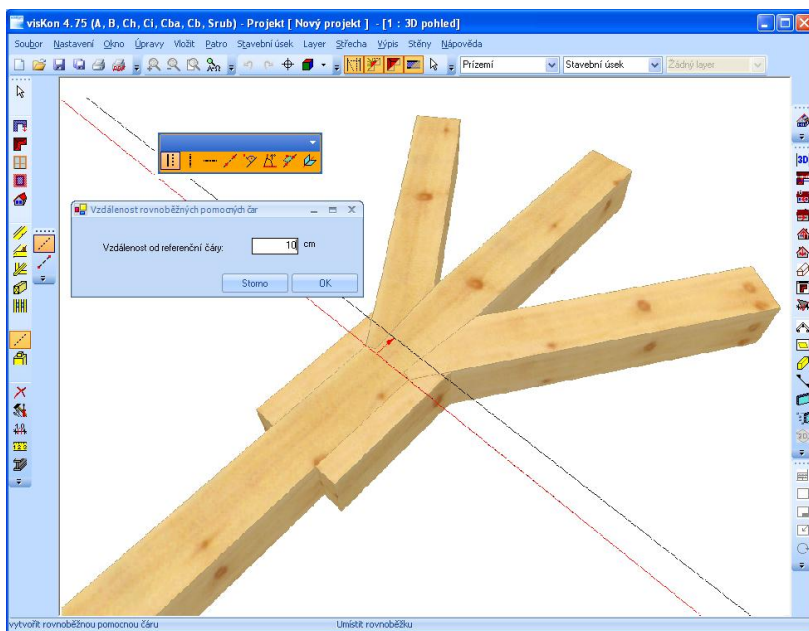 visKon 4.75 (A, B, Ch, Ci, Cba, Cb, Srub) - Projekt [ Nový projekt ] - [1 : 3D pohled]
Soubor Nastavení Okno Úpravy Vložit Patro Stavební úsek Layer Střecha Výpis Stěny Nápověda
Přízemí Stavební úsek Žádný layer
3D
Vzdálenost rovnoběžných pomocných čar
Vzdálenost od referenční čáry: 10 cm
Storno OK
vytvořit rovnoběžnou pomocnou čáru Umístit rovnoběžku